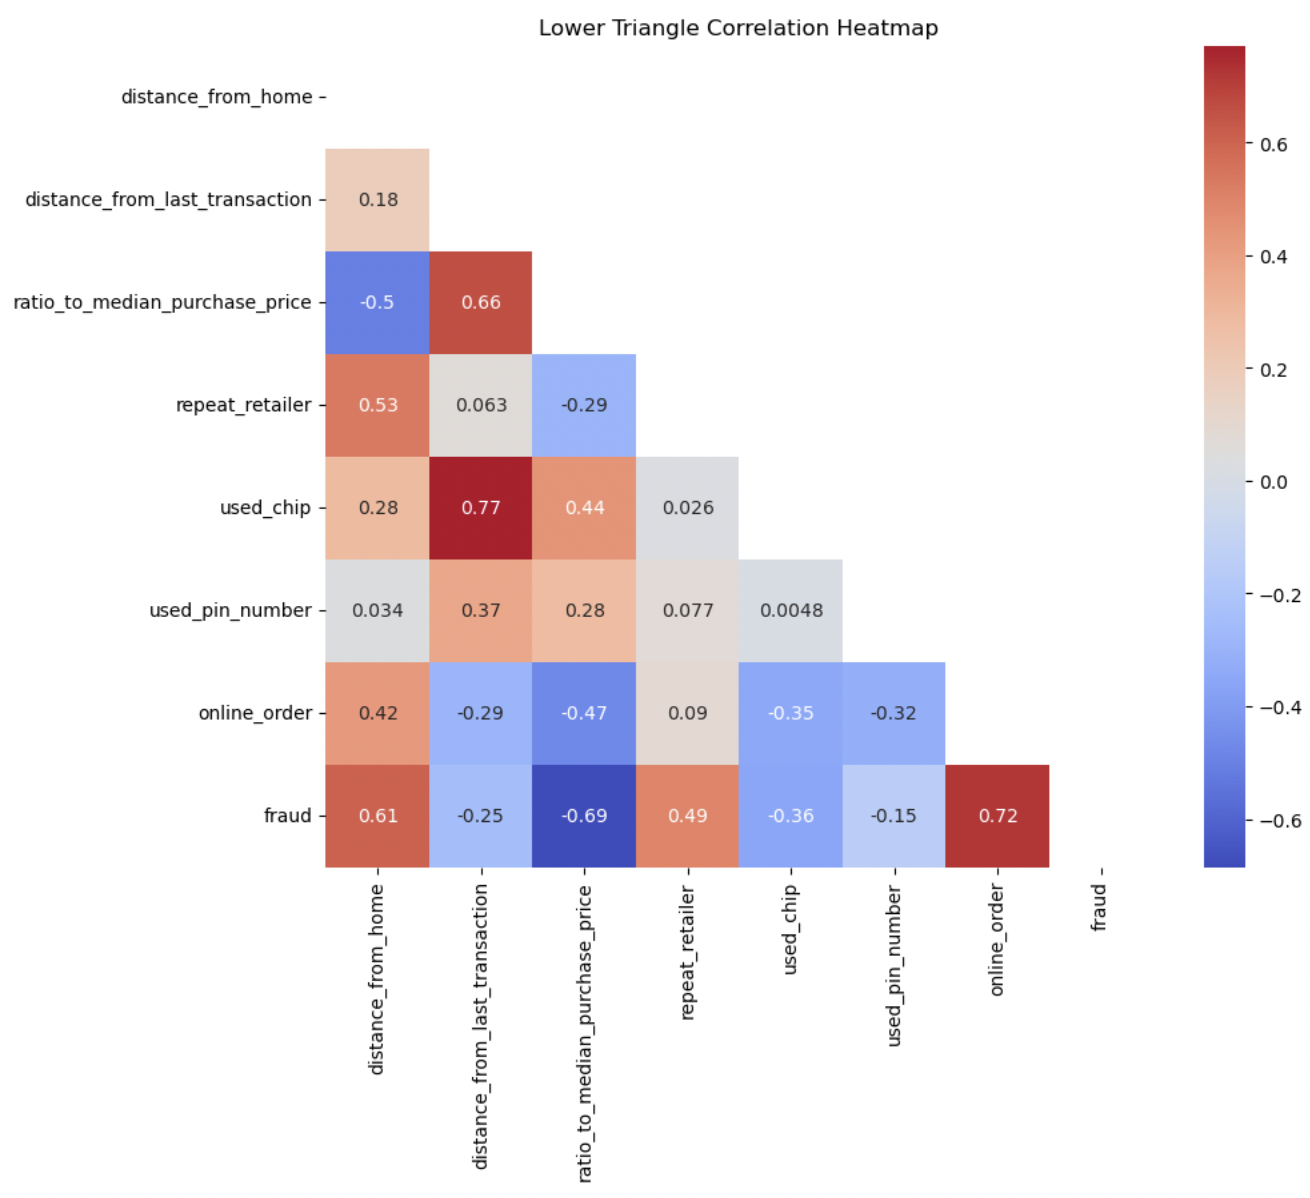 Lower Triangle Correlation Heatmap
distance_from_home
distance_from_last_transaction
0.18
ratio_to_median_purchase_price
-0.5 0.66
repeat_retailer
0.53 0.063 -0.29
used_chip
0.28 0.77 0.44 0.026
used_pin_number
0.034 0.37 0.28 0.077 0.0048
online_order
0.42 -0.29 -0.47 0.09 -0.35 -0.32
fraud
0.61 -0.25 -0.69 0.49 -0.36 -0.15 0.72
distance_from_home
distance_from_last_transaction
ratio_to_median_purchase_price
repeat_retailer
used_chip
used_pin_number
online_order
fraud
0.6
0.4
0.2
0.0
−0.2
−0.4
−0.6